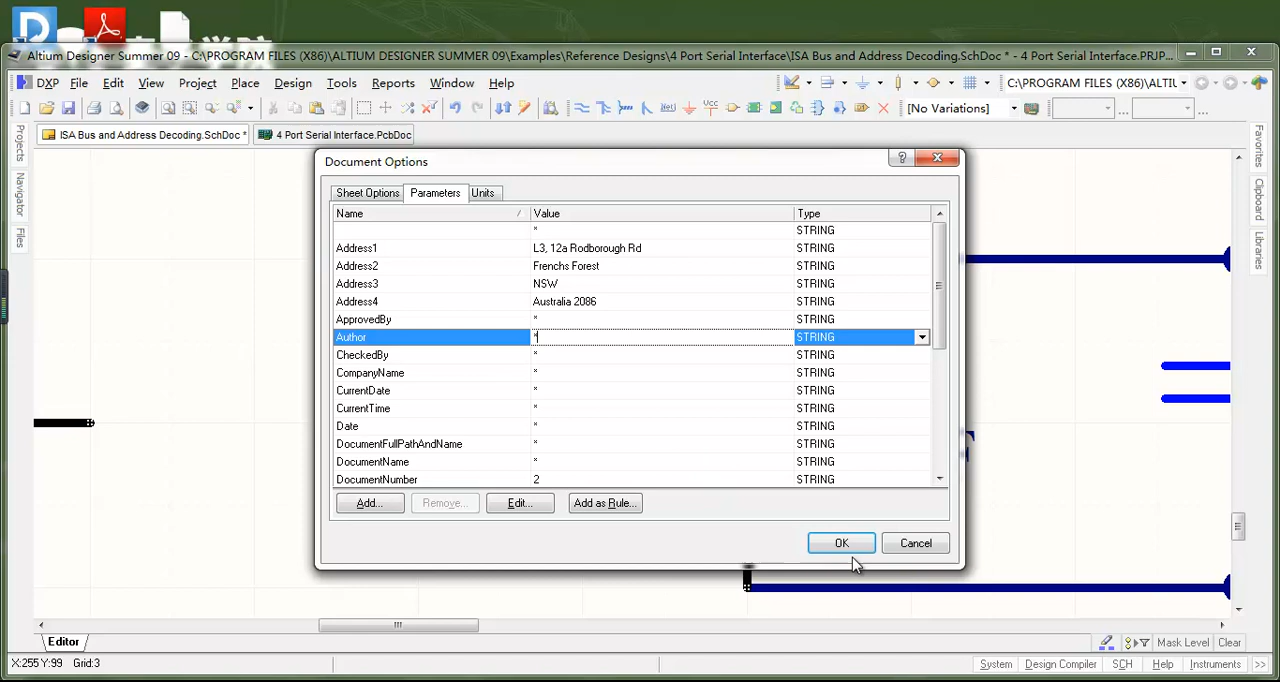 Altium Designer Summer 09 - C:\PROGRAM FILES (X86)\ALTIUM DESIGNER SUMMER 09\Examples\Reference Designs\4 Port Serial Interface\ISA Bus and Address Decoding.SchDoc * - 4 Port Serial Interface.PRJP...
DXP File Edit View Project Place Design Tools Reports Window Help C:\PROGRAM FILES (X86)\ALTIU
[No Variations] ... ...
ISA Bus and Address Decoding.SchDoc * 4 Port Serial Interface.PcbDoc
Projects
Navigator
Files
Favorites
Clipboard
Libraries
Document Options
Sheet Options Parameters Units
Name Value Type
* STRING
Address1 L3, 12a Rodborough Rd STRING
Address2 Frenchs Forest STRING
Address3 NSW STRING
Address4 Australia 2086 STRING
ApprovedBy * STRING
Author * STRING
CheckedBy * STRING
CompanyName * STRING
CurrentDate * STRING
CurrentTime * STRING
Date * STRING
DocumentFullPathAndName * STRING
DocumentName * STRING
DocumentNumber 2 STRING
Add... Remove... Edit... Add as Rule...
OK Cancel
Editor
Mask Level Clear
X:255 Y:99 Grid:3 System Design Compiler SCH Help Instruments >>